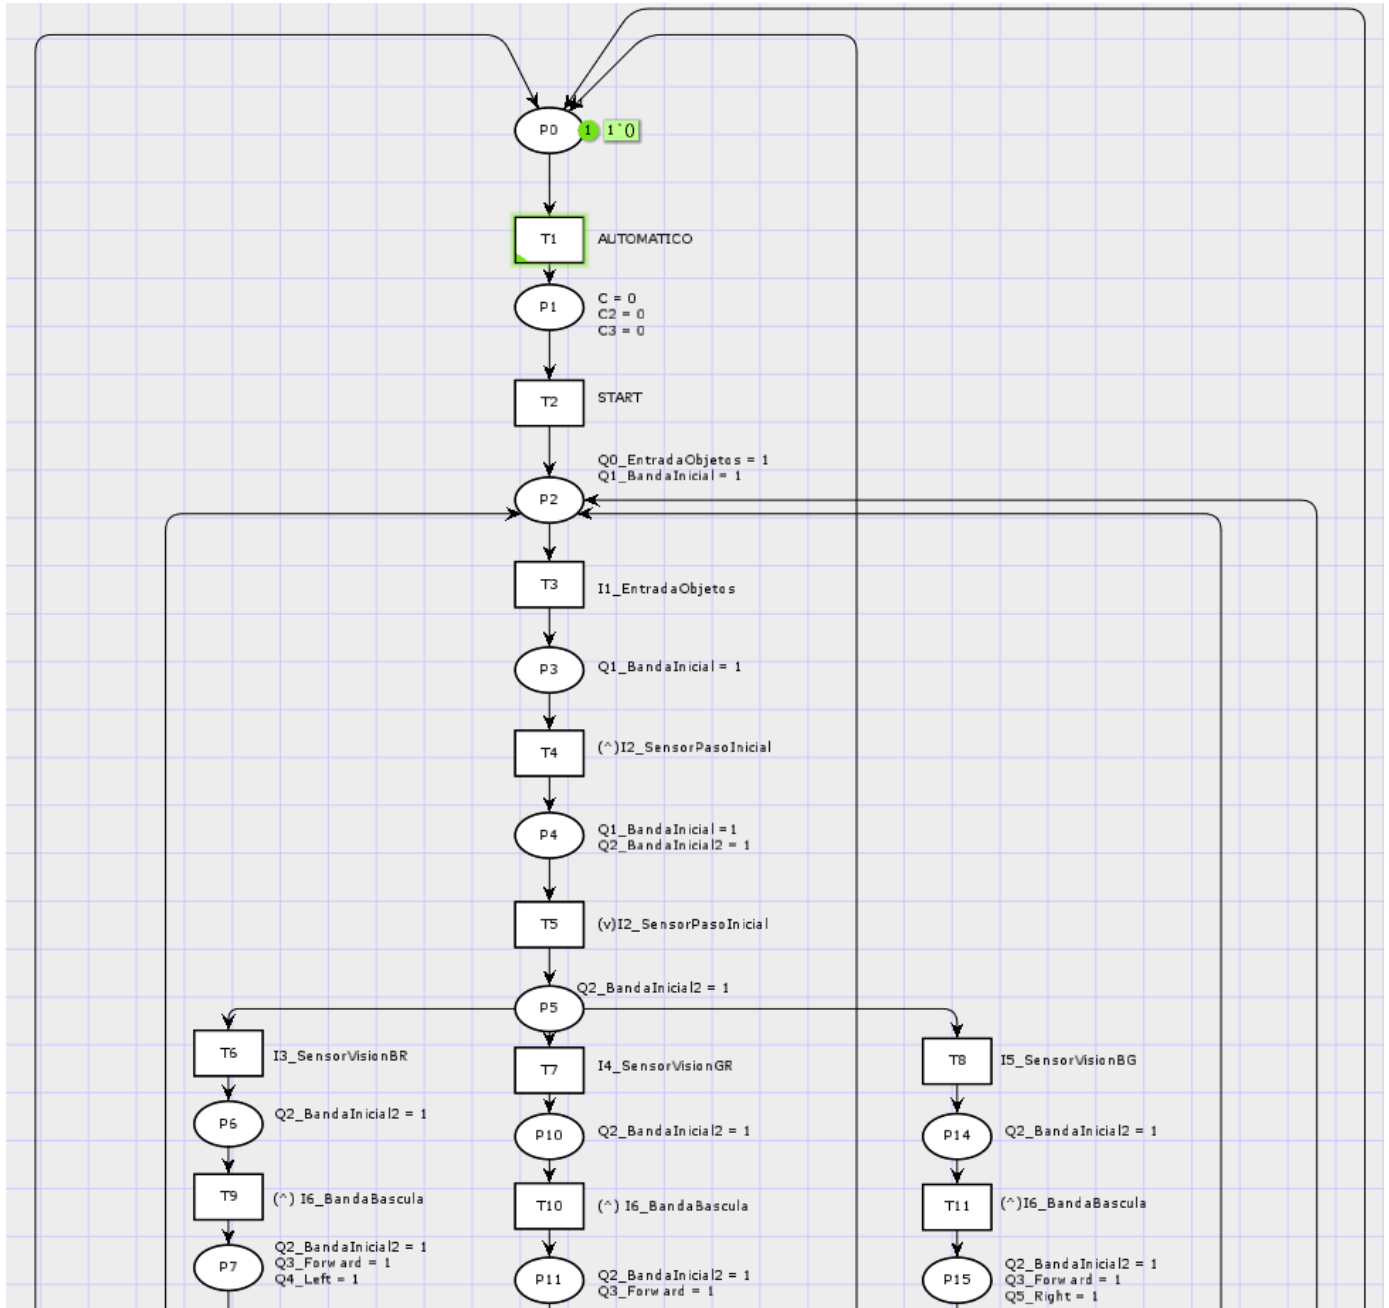 P0
1
1`()
T1
AUTOMATICO
P1
C = 0
C2 = 0
C3 = 0
T2
START
Q0_EntradaObjetos = 1
Q1_BandaInicial = 1
P2
T3
I1_EntradaObjetos
P3
Q1_BandaInicial = 1
T4
(^)I2_SensorPasoInicial
P4
Q1_BandaInicial =1
Q2_BandaInicial2 = 1
T5
(v)I2_SensorPasoInicial
Q2_BandaInicial2 = 1
P5
T6
I3_SensorVisionBR
T7
I4_SensorVisionGR
T8
I5_SensorVisionBG
P6
Q2_BandaInicial2 = 1
P10
Q2_BandaInicial2 = 1
P14
Q2_BandaInicial2 = 1
T9
(^) I6_BandaBascula
T10
(^) I6_BandaBascula
T11
(^)I6_BandaBascula
P7
Q2_BandaInicial2 = 1
Q3_Forward = 1
Q4_Left = 1
P11
Q2_BandaInicial2 = 1
Q3_Forward = 1
P15
Q2_BandaInicial2 = 1
Q3_Forward = 1
Q5_Right = 1